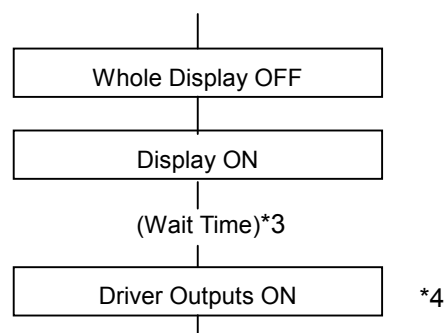 Whole Display OFF
Display ON
(Wait Time)*3
Driver Outputs ON *4